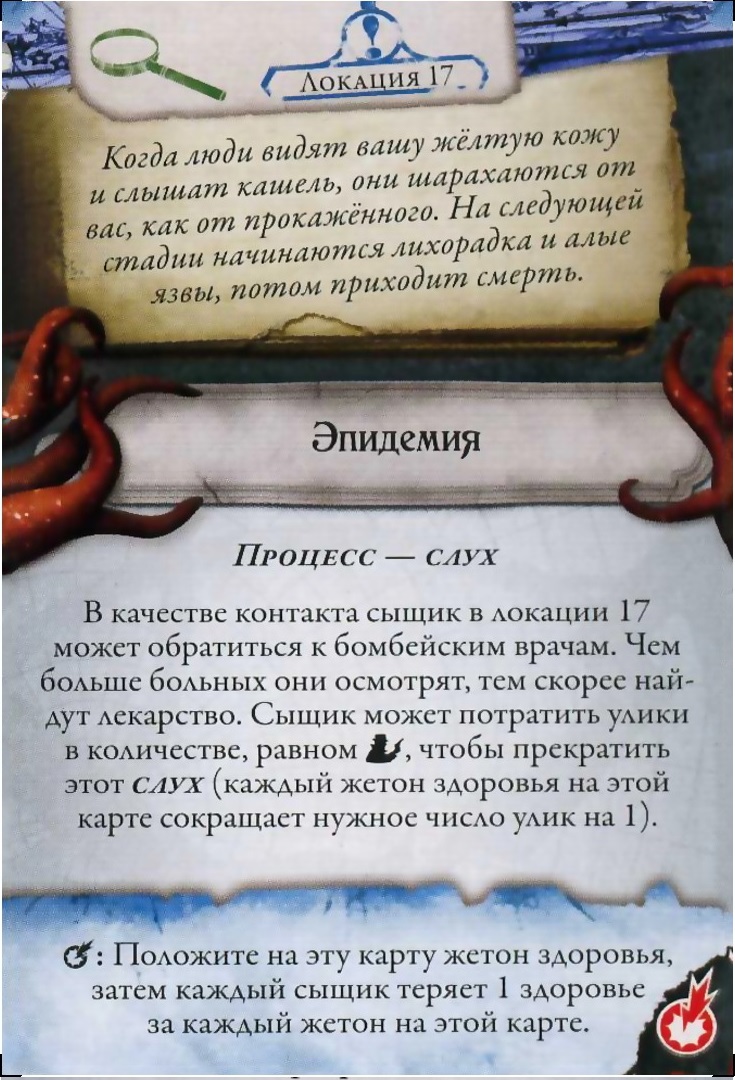 Локация 17
Когда люди видят вашу жёлтую кожу
и слышат кашель, они шарахаются от
вас, как от прокажённого. На следующей
стадии начинаются лихорадка и алые
язвы, потом приходит смерть.
Эпидемия
Процесс — слух
В качестве контакта сыщик в локации 17
может обратиться к бомбейским врачам. Чем
больше больных они осмотрят, тем скорее най-
дут лекарство. Сыщик может потратить улики
в количестве, равном , чтобы прекратить
этот слух (каждый жетон здоровья на этой
карте сокращает нужное число улик на 1).
: Положите на эту карту жетон здоровья,
затем каждый сыщик теряет 1 здоровье
за каждый жетон на этой карте.